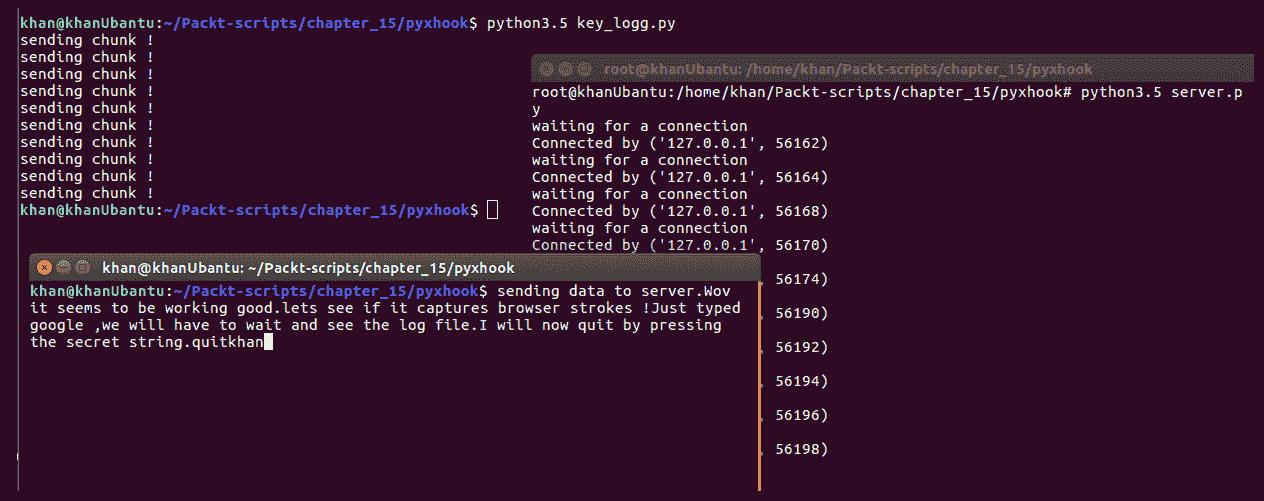 khan@khanUbantu:~/Packt-scripts/chapter_15/pyxhook$ python3.5 key_logg.py
sending chunk !
sending chunk !
sending chunk !
sending chunk !
sending chunk !
sending chunk !
sending chunk !
sending chunk !
sending chunk !
sending chunk !
khan@khanUbantu:~/Packt-scripts/chapter_15/pyxhook$
root@khanUbantu: /home/khan/Packt-scripts/chapter_15/pyxhook
root@khanUbantu:/home/khan/Packt-scripts/chapter_15/pyxhook# python3.5 server.p
y
waiting for a connection
Connected by ('127.0.0.1', 56162)
waiting for a connection
Connected by ('127.0.0.1', 56164)
waiting for a connection
Connected by ('127.0.0.1', 56168)
waiting for a connection
Connected by ('127.0.0.1', 56170)
56174)
56190)
56192)
56194)
56196)
56198)
khan@khanUbantu: ~/Packt-scripts/chapter_15/pyxhook
khan@khanUbantu:~/Packt-scripts/chapter_15/pyxhook$ sending data to server.Wov
it seems to be working good.lets see if it captures browser strokes !Just typed
google ,we will have to wait and see the log file.I will now quit by pressing
the secret string.quitkhan